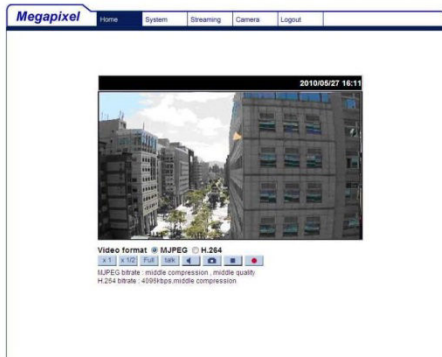 Megapixel
Home System Streaming Camera Logout
2010/05/27 16:11
Video format MJPEG H.264
x 1 x 1/2 Full talk
MJPEG bitrate : middle compression , middle quality
H.264 bitrate : 4096kbps,middle compression